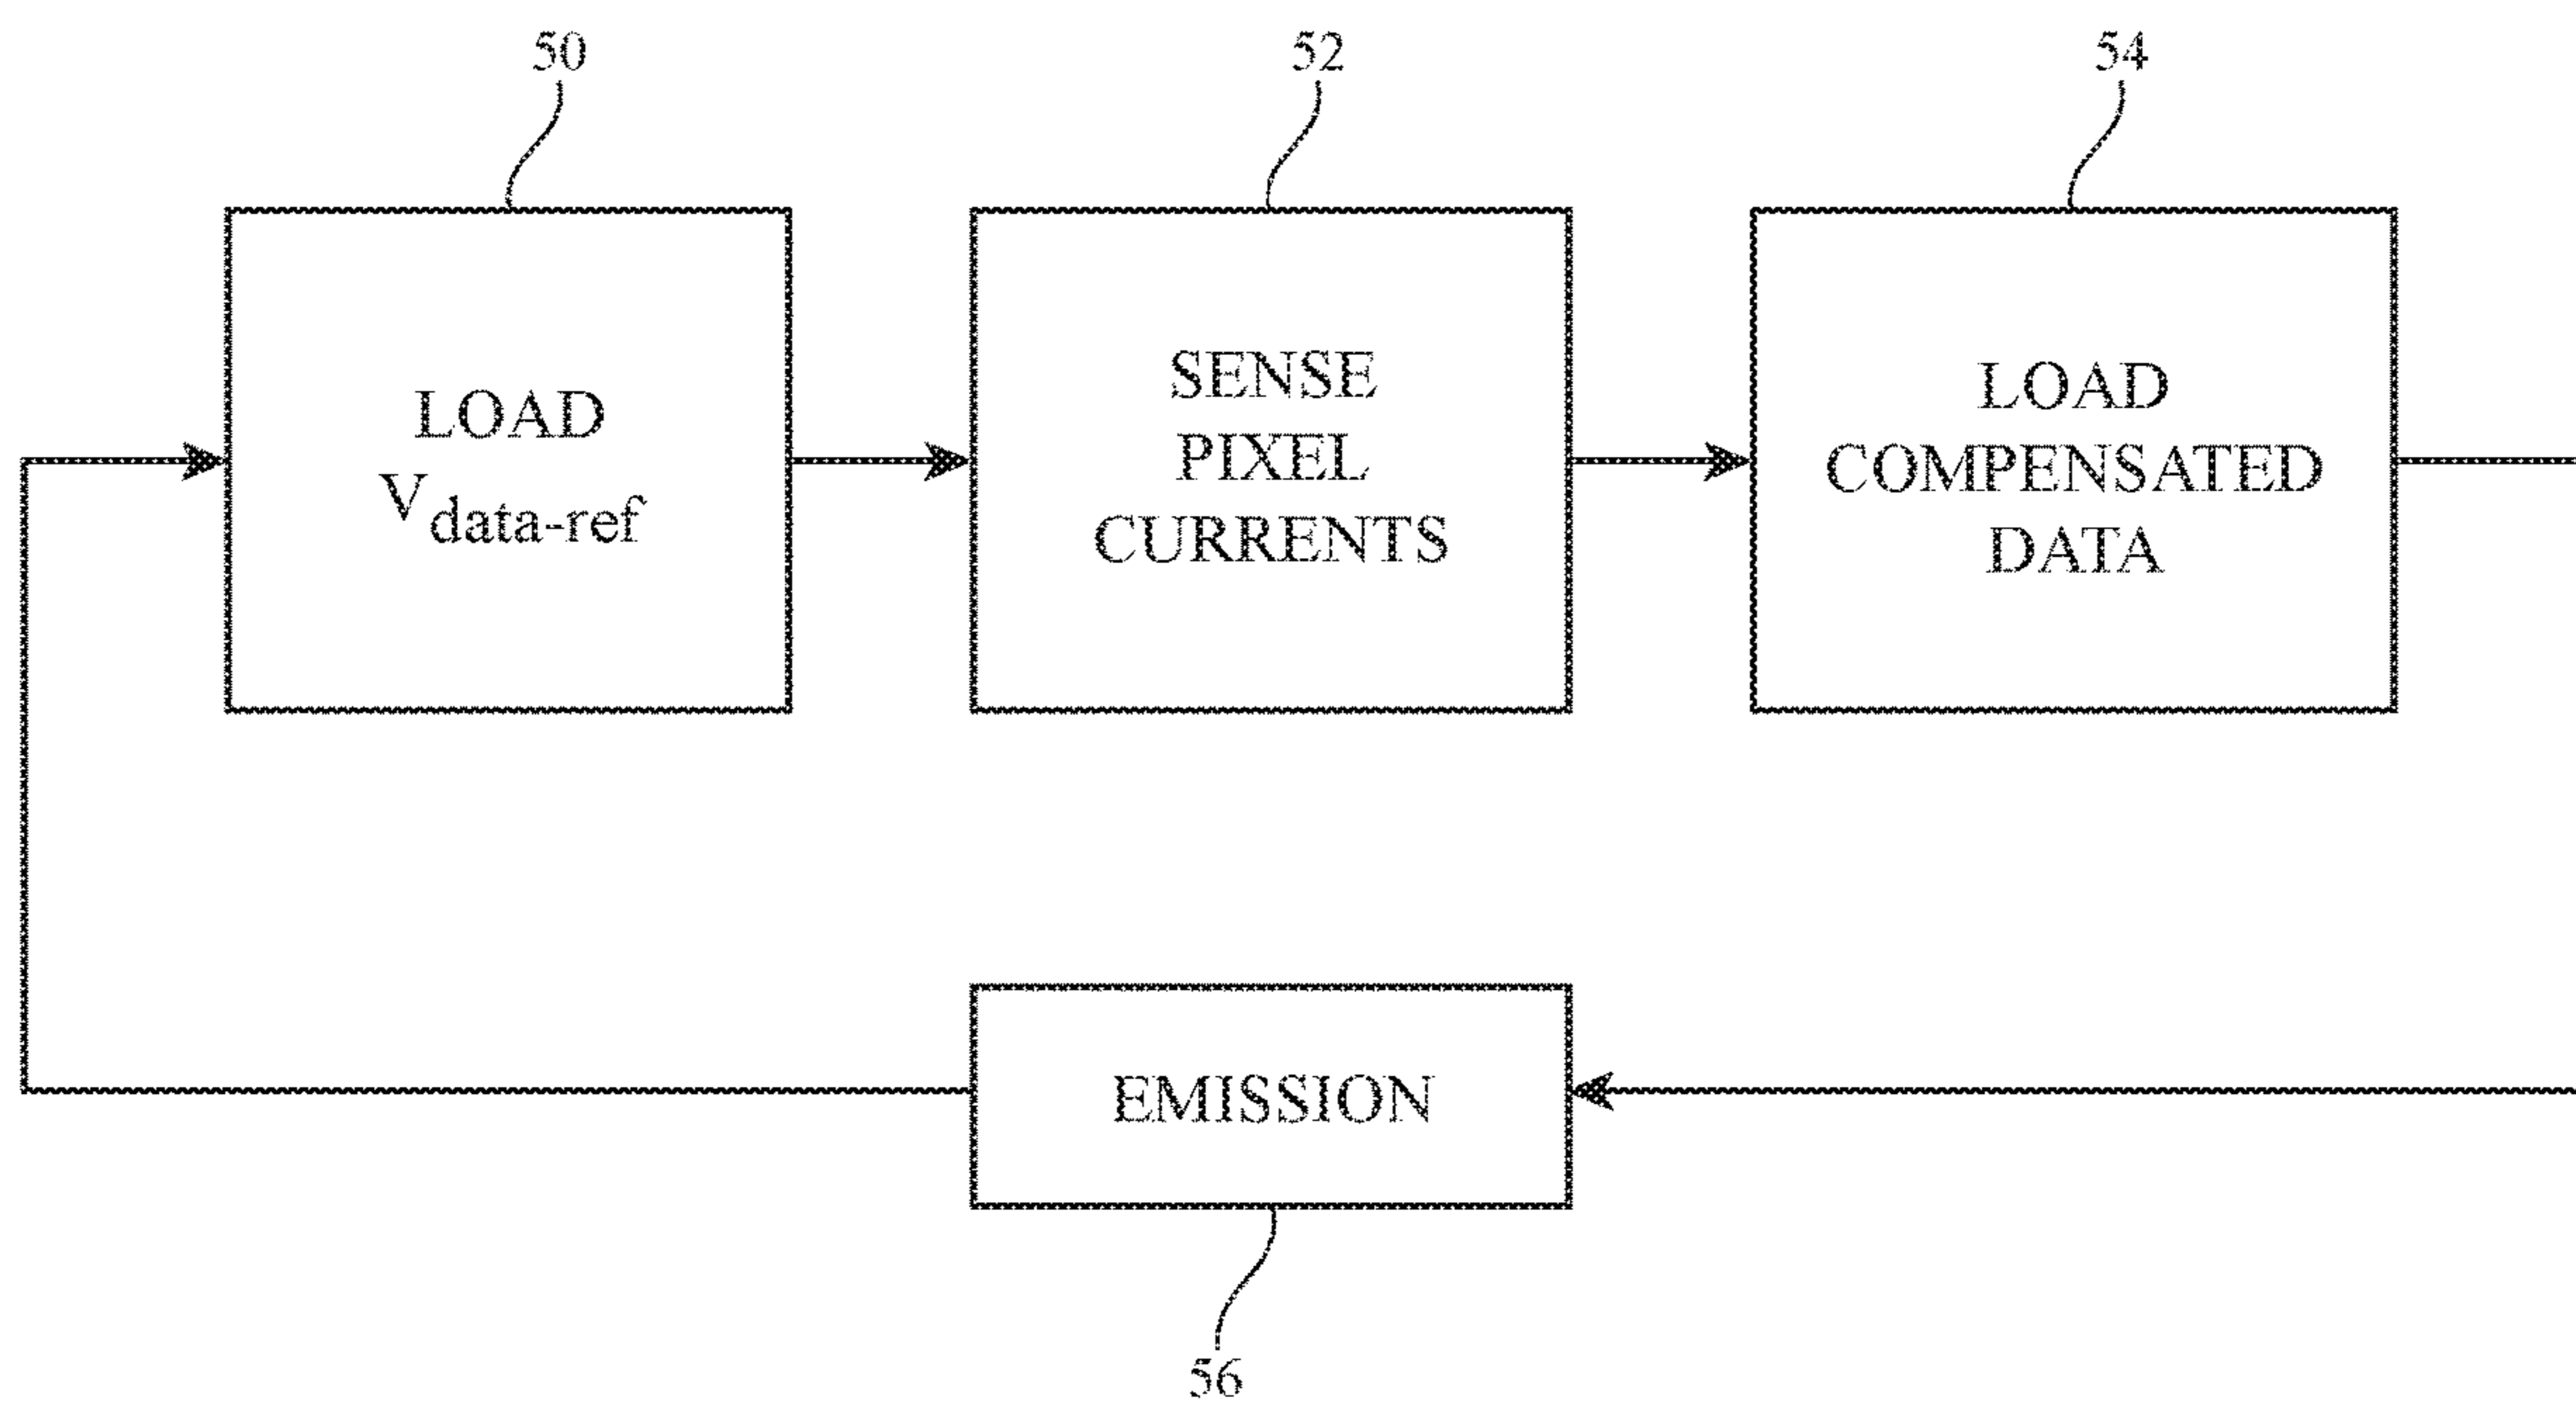 50
52
54
LOAD
Vdata-ref
SENSE
PIXEL
CURRENTS
LOAD
COMPENSATED
DATA
EMISSION
56